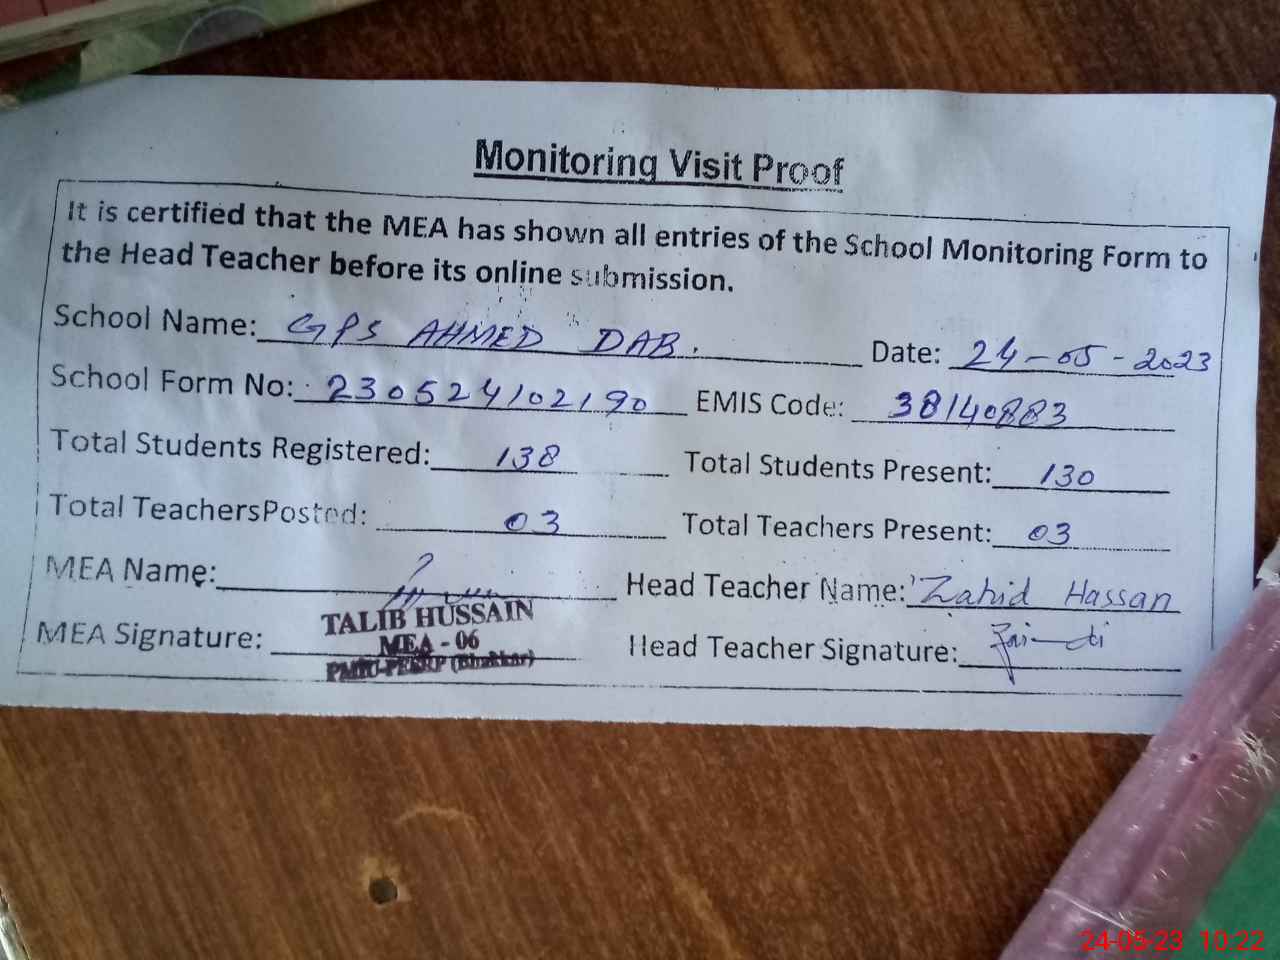 Monitoring Visit Proof
It is certified that the MEA has shown all entries of the School Monitoring Form to
the Head Teacher before its online submission.
School Name: GPS AHMED DAB. Date: 24-05-2023
School Form No: 230524102190 EMIS Code: 38140883
Total Students Registered: 138 Total Students Present: 130
Total TeachersPosted: 03 Total Teachers Present: 03
MEA Name: Head Teacher Name: Zahid Hassan
TALIB HUSSAIN
MEA - 06
MEA Signature: Head Teacher Signature:
PMIU-PESRP (Bhakkar)
24-05-23 10:22